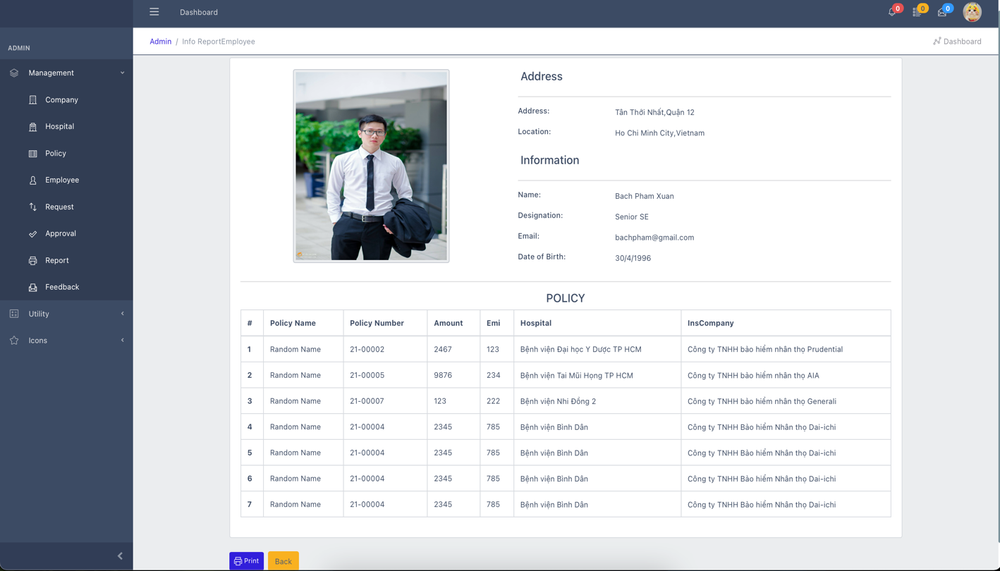 Dashboard
0
0
0
Admin / Info ReportEmployee
Dashboard
ADMIN
Management
Company
Hospital
Policy
Employee
Request
Approval
Report
Feedback
Utility
Icons
Address
Address: Tân Thới Nhất,Quận 12
Location: Ho Chi Minh City,Vietnam
Information
Name: Bach Pham Xuan
Designation: Senior SE
Email: bachpham@gmail.com
Date of Birth: 30/4/1996
POLICY
# Policy Name Policy Number Amount Emi Hospital InsCompany
1 Random Name 21-00002 2467 123 Bệnh viện Đại học Y Dược TP HCM Công ty TNHH bảo hiểm nhân thọ Prudential
2 Random Name 21-00005 9876 234 Bệnh viện Tai Mũi Họng TP HCM Công ty TNHH bảo hiểm nhân thọ AIA
3 Random Name 21-00007 123 222 Bệnh viện Nhi Đồng 2 Công ty TNHH bảo hiểm nhân thọ Generali
4 Random Name 21-00004 2345 785 Bệnh viện Bình Dân Công ty TNHH Bảo hiểm Nhân thọ Dai-ichi
5 Random Name 21-00004 2345 785 Bệnh viện Bình Dân Công ty TNHH Bảo hiểm Nhân thọ Dai-ichi
6 Random Name 21-00004 2345 785 Bệnh viện Bình Dân Công ty TNHH Bảo hiểm Nhân thọ Dai-ichi
7 Random Name 21-00004 2345 785 Bệnh viện Bình Dân Công ty TNHH Bảo hiểm Nhân thọ Dai-ichi
Print
Back